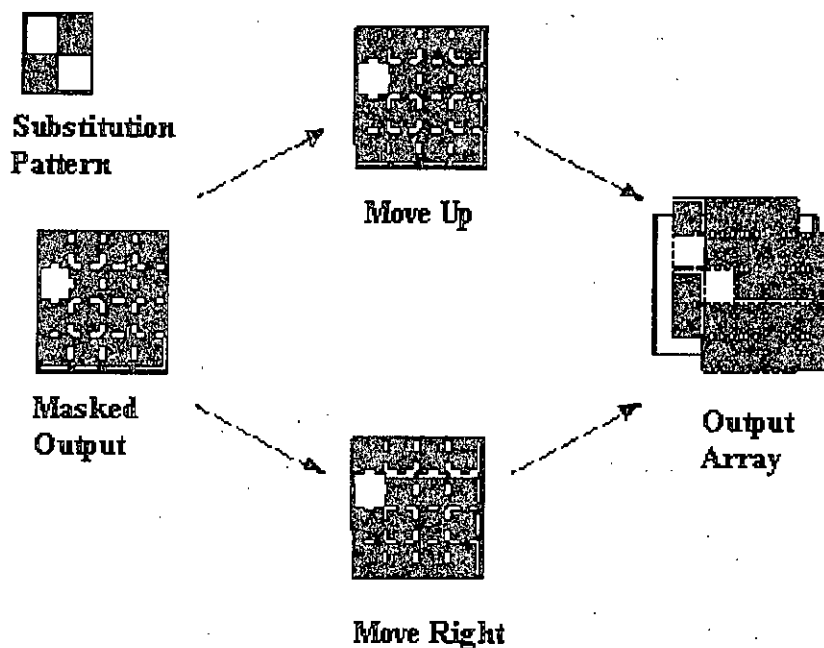 Substitution
Pattern
Move Up
Masked
Output
Output
Array
Move Right